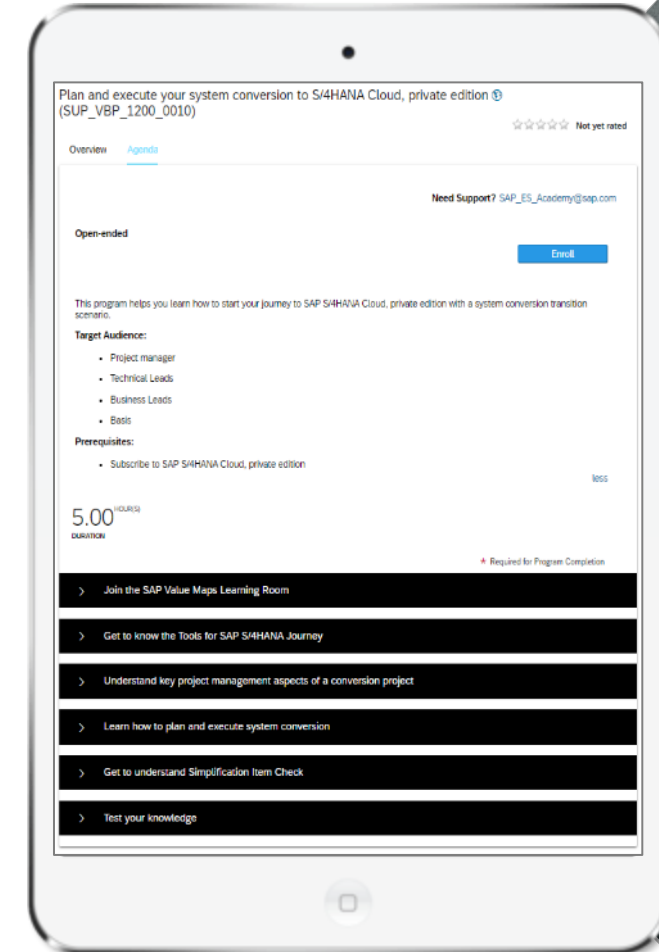 Plan and execute your system conversion to S/4HANA Cloud, private edition
(SUP_VBP_1200_0010)
Not yet rated
Overview Agenda
Need Support? SAP_ES_Academy@sap.com
Open-ended
Enroll
This program helps you learn how to start your journey to SAP S/4HANA Cloud, private edition with a system conversion transition
scenario.
Target Audience:
• Project manager
• Technical Leads
• Business Leads
• Basis
Prerequisites:
• Subscribe to SAP S/4HANA Cloud, private edition
less
5.00 HOUR(S)
DURATION
* Required for Program Completion
> Join the SAP Value Maps Learning Room
> Get to know the Tools for SAP S/4HANA Journey
> Understand key project management aspects of a conversion project
> Learn how to plan and execute system conversion
> Get to understand Simplification Item Check
> Test your knowledge